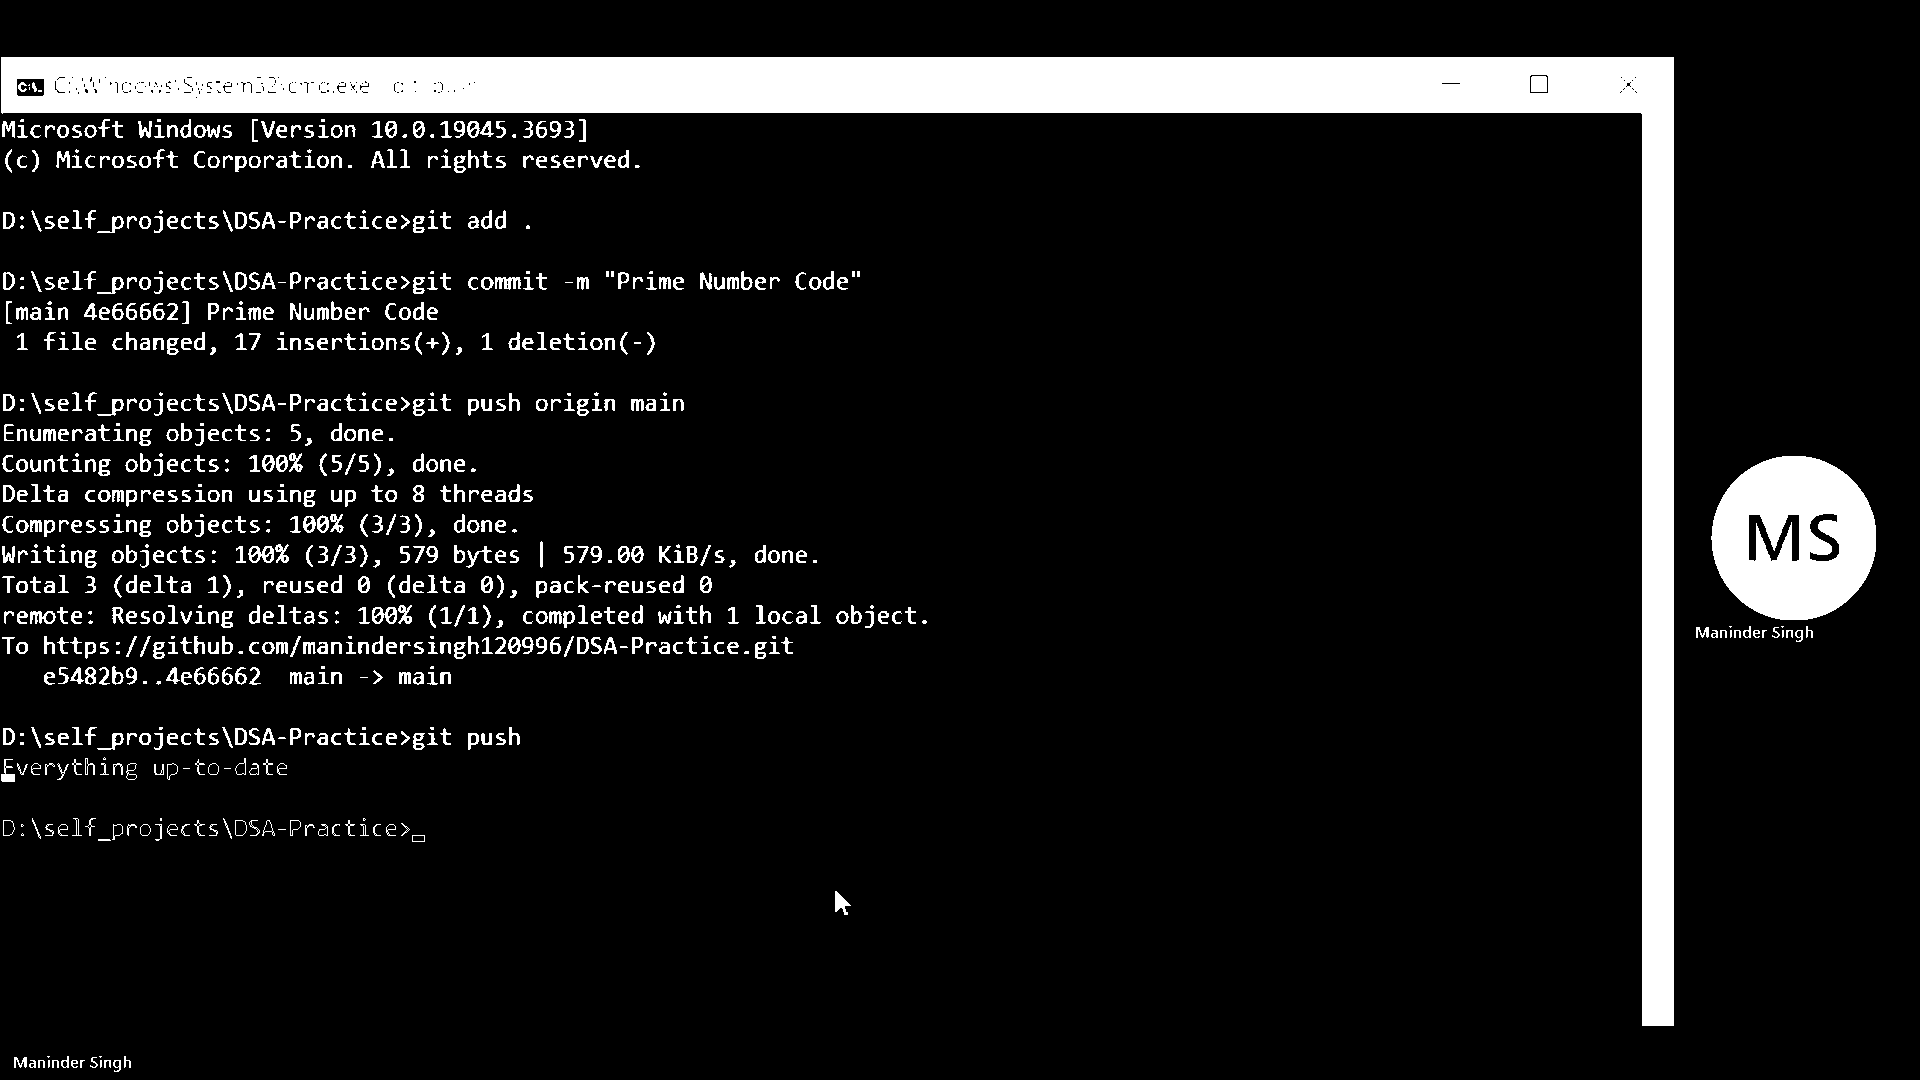 C:\Windows\System32\cmd.exe - git push
Microsoft Windows [Version 10.0.19045.3693]
(c) Microsoft Corporation. All rights reserved.
D:\self_projects\DSA-Practice>git add .
D:\self_projects\DSA-Practice>git commit -m "Prime Number Code"
[main 4e66662] Prime Number Code
1 file changed, 17 insertions(+), 1 deletion(-)
D:\self_projects\DSA-Practice>git push origin main
Enumerating objects: 5, done.
Counting objects: 100% (5/5), done.
Delta compression using up to 8 threads
Compressing objects: 100% (3/3), done.
Writing objects: 100% (3/3), 579 bytes | 579.00 KiB/s, done.
Total 3 (delta 1), reused 0 (delta 0), pack-reused 0
remote: Resolving deltas: 100% (1/1), completed with 1 local object.
To https://github.com/manindersingh120996/DSA-Practice.git
e5482b9..4e66662  main -> main
D:\self_projects\DSA-Practice>git push
Everything up-to-date
D:\self_projects\DSA-Practice>
MS
Maninder Singh
Maninder Singh